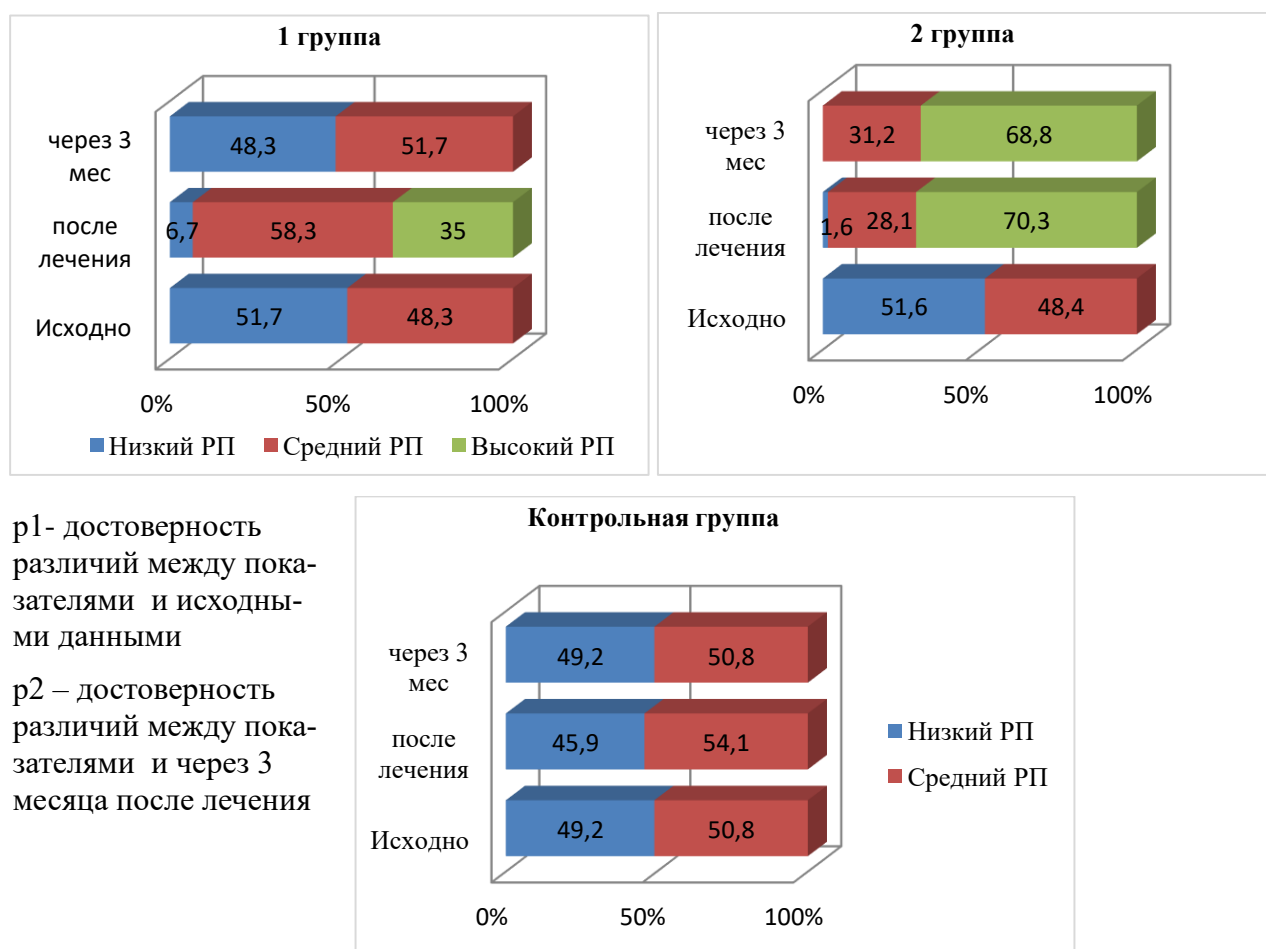 1 группа
через 3
мес
48,3 51,7
после
лечения
6,7 58,3 35
Исходно
51,7 48,3
0% 50% 100%
Низкий РП Средний РП Высокий РП
2 группа
через 3
мес
31,2 68,8
после
лечения
1,6 28,1 70,3
Исходно
51,6 48,4
0% 50% 100%
р1- достоверность
различий между пока-
зателями и исходны-
ми данными
р2 – достоверность
различий между пока-
зателями и через 3
месяца после лечения
Контрольная группа
через 3
мес
49,2 50,8
после
лечения
45,9 54,1
Исходно
49,2 50,8
0% 50% 100%
Низкий РП
Средний РП